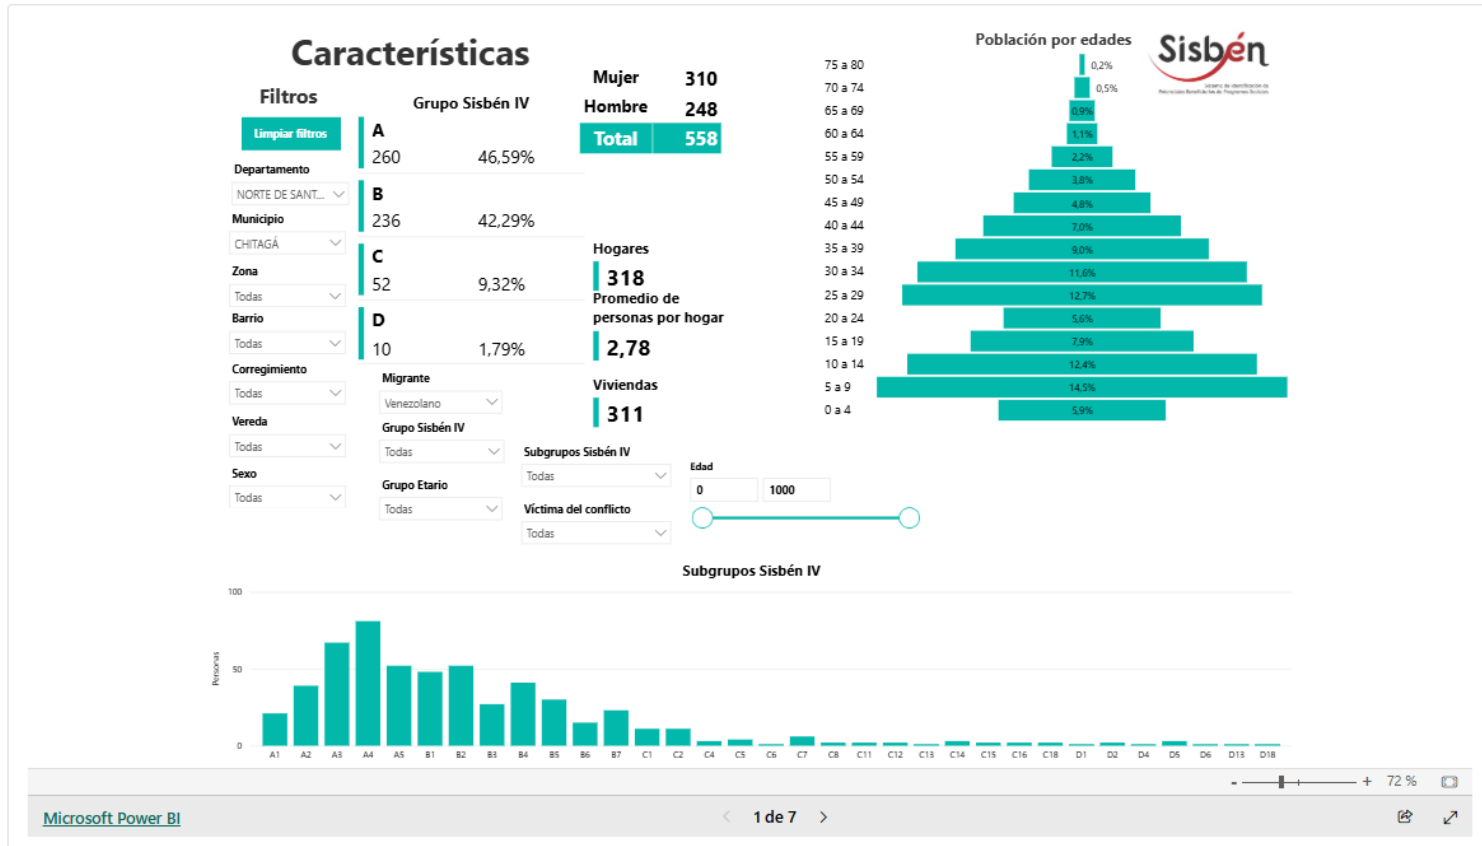 Características
Filtros
Limpiar filtros
Departamento
NORTE DE SANT...
Municipio
CHITAGÁ
Zona
Todas
Barrio
Todas
Corregimiento
Todas
Vereda
Todas
Sexo
Todas
Grupo Sisbén IV
A
260 46,59%
B
236 42,29%
C
52 9,32%
D
10 1,79%
Migrante
Venezolano
Grupo Sisbén IV
Todas
Grupo Etario
Todas
Mujer 310
Hombre 248
Total 558
Hogares
318
Promedio de
personas por hogar
2,78
Viviendas
311
Subgrupos Sisbén IV
Todas
Víctima del conflicto
Todas
Edad
0 1000
Población por edades
Sisbén
Sistema de Identificación de
Potenciales Beneficiarios de Programas Sociales
75 a 80 0,2%
70 a 74 0,5%
65 a 69 0,9%
60 a 64 1,1%
55 a 59 2,2%
50 a 54 3,8%
45 a 49 4,8%
40 a 44 7,0%
35 a 39 9,0%
30 a 34 11,6%
25 a 29 12,7%
20 a 24 5,6%
15 a 19 7,9%
10 a 14 12,4%
5 a 9 14,5%
0 a 4 5,9%
Subgrupos Sisbén IV
Personas
100
50
0
A1 A2 A3 A4 A5 B1 B2 B3 B4 B5 B6 B7 C1 C2 C4 C5 C6 C7 C8 C11 C12 C13 C14 C15 C16 C18 D1 D2 D4 D5 D6 D13 D18
- + 72 %
Microsoft Power BI
1 de 7